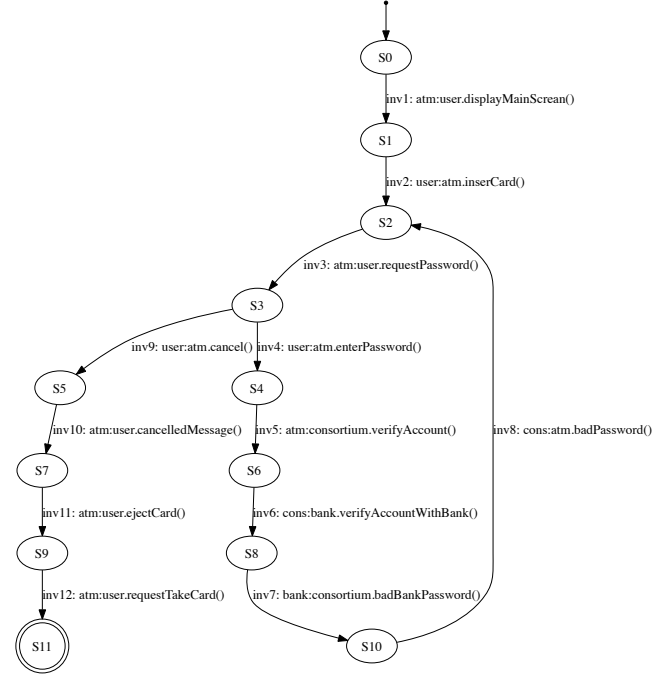 S0
inv1: atm:user.displayMainScrean()
S1
inv2: user:atm.inserCard()
S2
inv3: atm:user.requestPassword()
S3
inv9: user:atm.cancel()
inv4: user:atm.enterPassword()
S5
S4
inv10: atm:user.cancelledMessage()
inv5: atm:consortium.verifyAccount()
inv8: cons:atm.badPassword()
S7
S6
inv11: atm:user.ejectCard()
inv6: cons:bank.verifyAccountWithBank()
S9
S8
inv12: atm:user.requestTakeCard()
inv7: bank:consortium.badBankPassword()
S11
S10